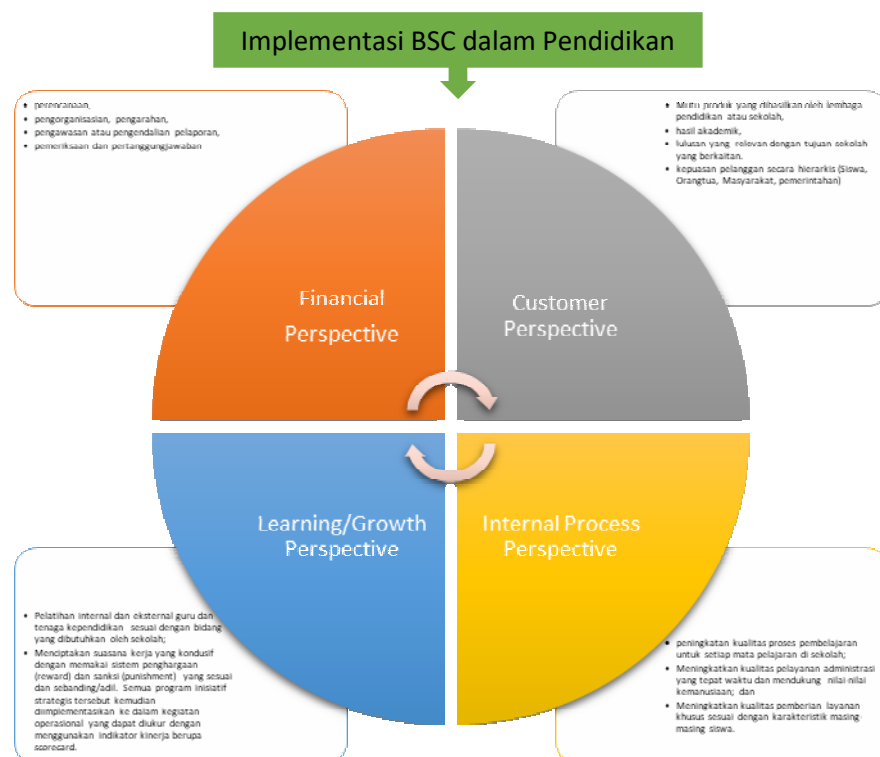 Implementasi BSC dalam Pendidikan
• perencanaan,
• pengorganisasian, pengarahan,
• pengawasan atau pengendalian pelaporan,
• pemeriksaan dan pertanggungjawaban
• Mutu produk yang dihasilkan oleh lembaga
pendidikan atau sekolah,
• hasil akademik,
• lulusan yang relevan dengan tujuan sekolah
yang berkaitan.
• kepuasan pelanggan secara hierarkis (Siswa,
Orangtua, Masyarakat, pemerintahan)
Financial
Perspective
Customer
Perspective
Learning/Growth
Perspective
Internal Process
Perspective
• Pelatihan internal dan eksternal guru dan
tenaga kependidikan sesuai dengan bidang
yang dibutuhkan oleh sekolah;
• Menciptakan suasana kerja yang kondusif
dengan memakai sistem penghargaan
(reward) dan sanksi (punishment) yang sesuai
dan sebanding/adil. Semua program inisiatif
strategis tersebut kemudian
diimplementasikan ke dalam kegiatan
operasional yang dapat diukur dengan
menggunakan indikator kinerja berupa
scorecard.
• peningkatan kualitas proses pembelajaran
untuk setiap mata pelajaran di sekolah;
• Meningkatkan kualitas pelayanan administrasi
yang tepat waktu dan mendukung nilai-nilai
kemanusiaan; dan
• Meningkatkan kualitas pemberian layanan
khusus sesuai dengan karakteristik masing-
masing siswa.